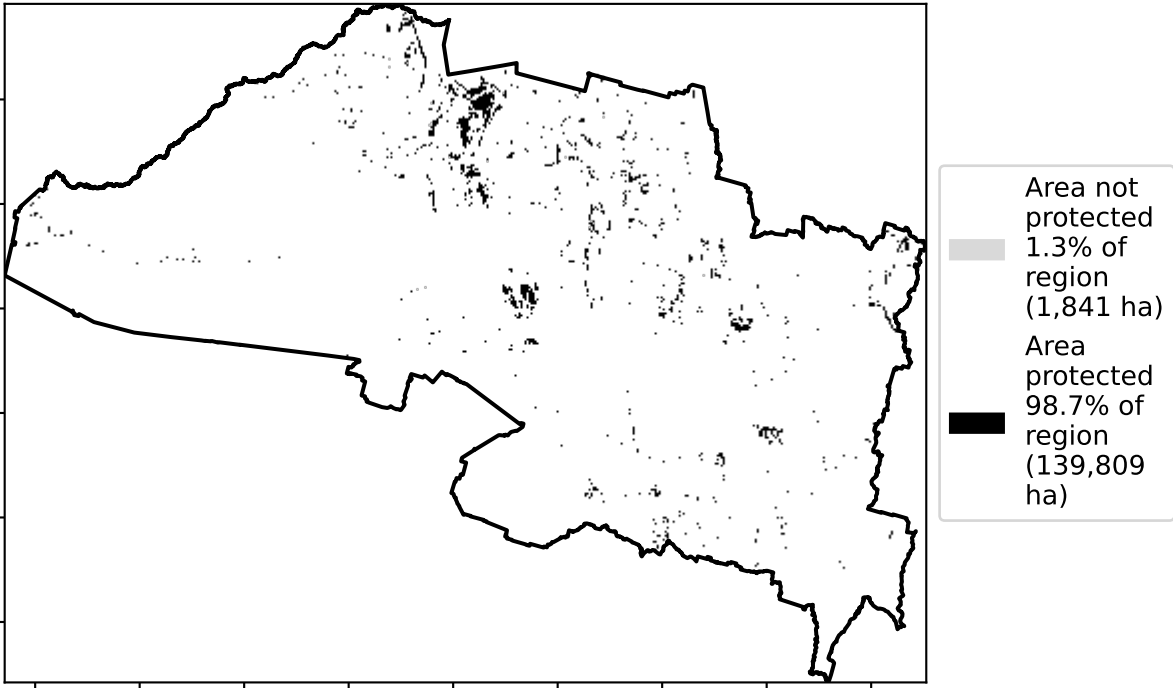 Area not
protected
1.3% of
region
(1,841 ha)
Area
protected
98.7% of
region
(139,809
ha)